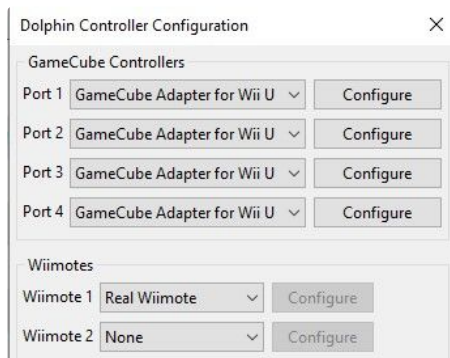 Dolphin Controller Configuration
GameCube Controllers
Port 1 GameCube Adapter for Wii U Configure
Port 2 GameCube Adapter for Wii U Configure
Port 3 GameCube Adapter for Wii U Configure
Port 4 GameCube Adapter for Wii U Configure
Wiimotes
Wiimote 1 Real Wiimote Configure
Wiimote 2 None Configure